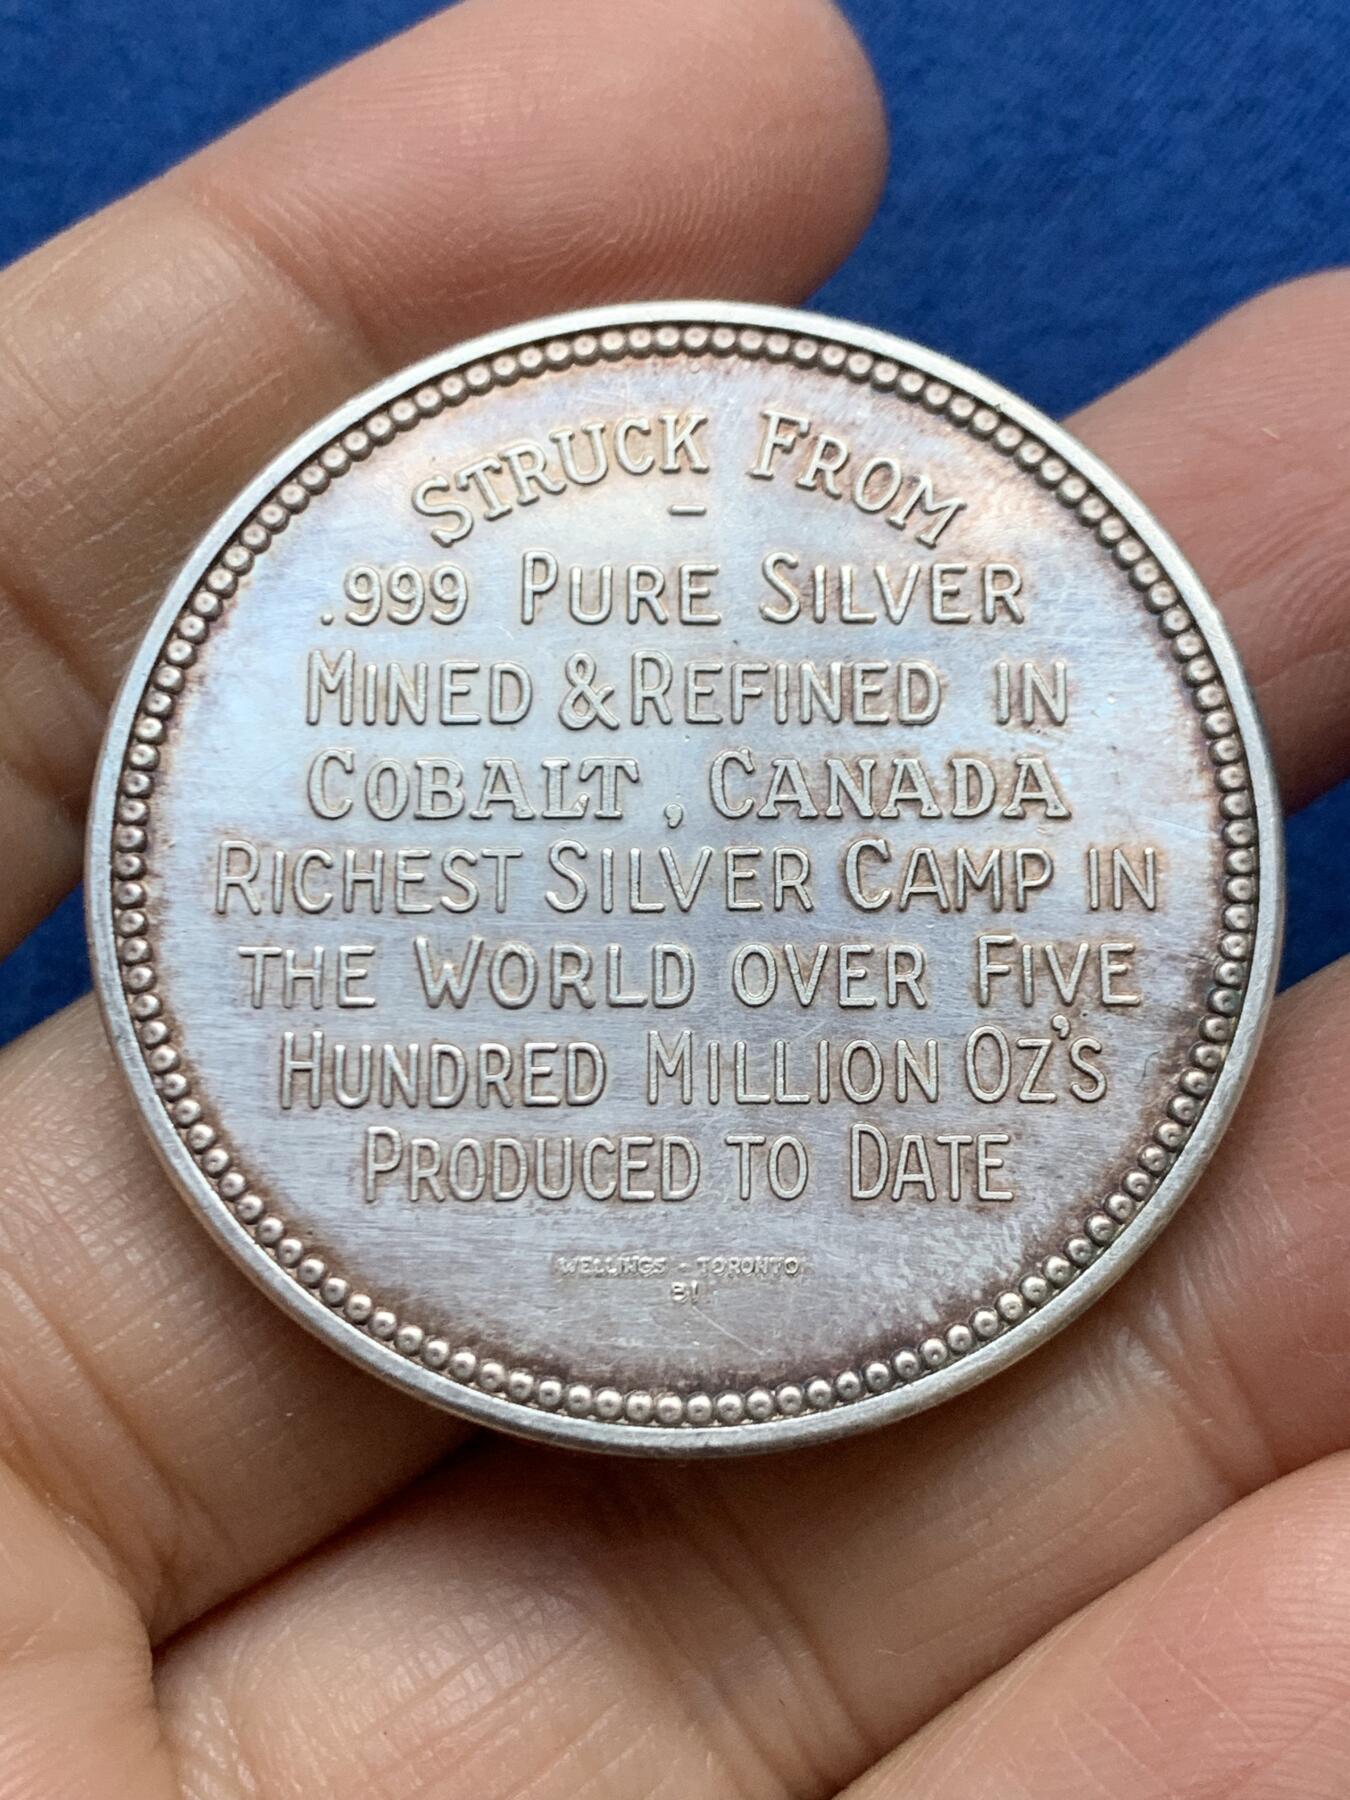 STRUCK FROM
.999 PURE SILVER
MINED & REFINED IN
COBALT, CANADA
RICHEST SILVER CAMP IN
THE WORLD OVER FIVE
HUNDRED MILLION OZ'S
PRODUCED TO DATE
WELLINGS - TORONTO